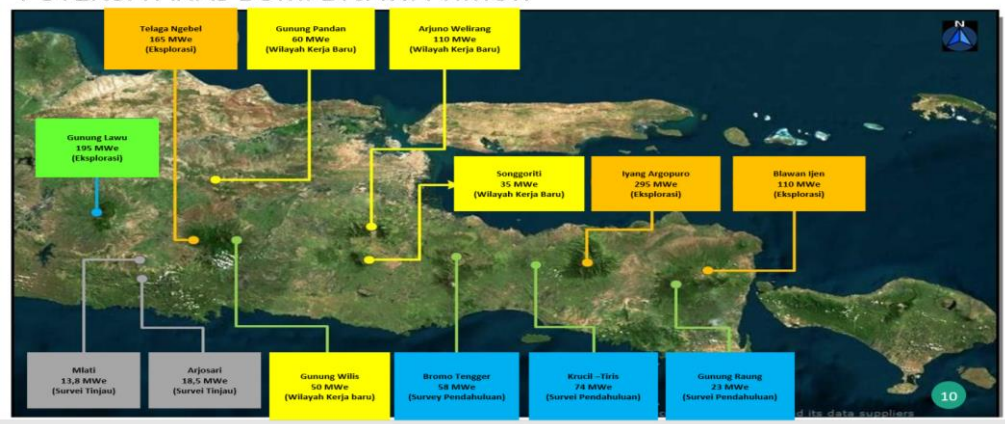 Telaga Ngebel
165 MWe
(Eksplorasi)
Gunung Pandan
60 MWe
(Wilayah Kerja Baru)
Arjuno Welirang
110 MWe
(Wilayah Kerja Baru)
N
Gunung Lawu
195 MWe
(Eksplorasi)
Songgoriti
35 MWe
(Wilayah Kerja Baru)
Iyang Argopuro
295 MWe
(Eksplorasi)
Blawan Ijen
110 MWe
(Eksplorasi)
Mlati
13,8 MWe
(Survei Tinjau)
Arjosari
18,5 MWe
(Survei Tinjau)
Gunung Wilis
50 MWe
(Wilayah Kerja baru)
Bromo Tengger
58 MWe
(Survey Pendahuluan)
Krucil –Tiris
74 MWe
(Survei Pendahuluan)
Gunung Raung
23 MWe
(Survei Pendahuluan)
10
d its data suppliers